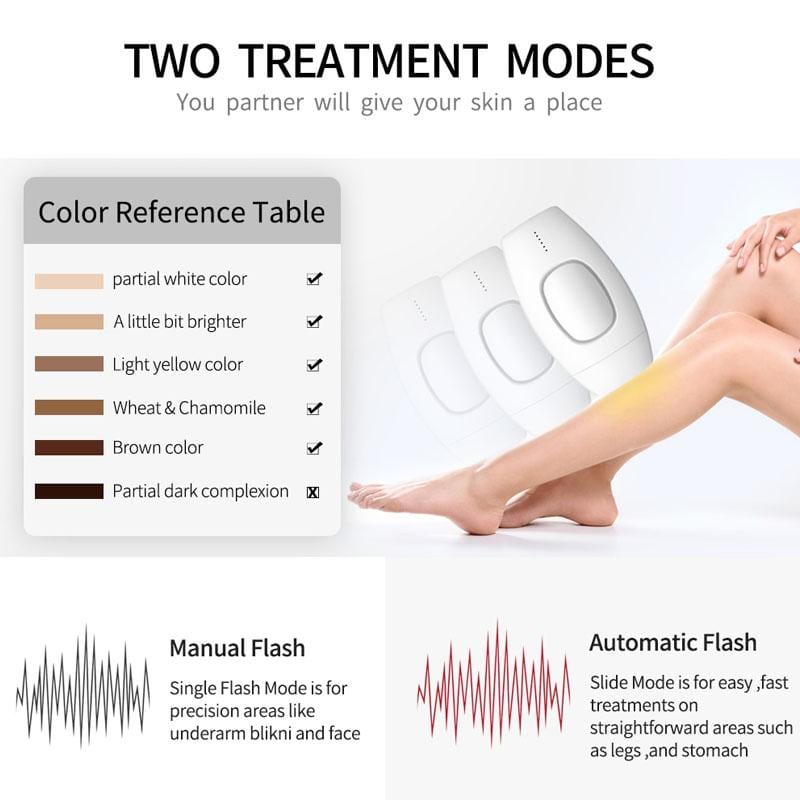 TWO TREATMENT MODES
You partner will give your skin a place
Color Reference Table
partial white color
A little bit brighter
Light yellow color
Wheat & Chamomile
Brown color
Partial dark complexion
Manual Flash
Single Flash Mode is for
precision areas like
underarm blikni and face
Automatic Flash
Slide Mode is for easy ,fast
treatments on
straightforward areas such
as legs ,and stomach